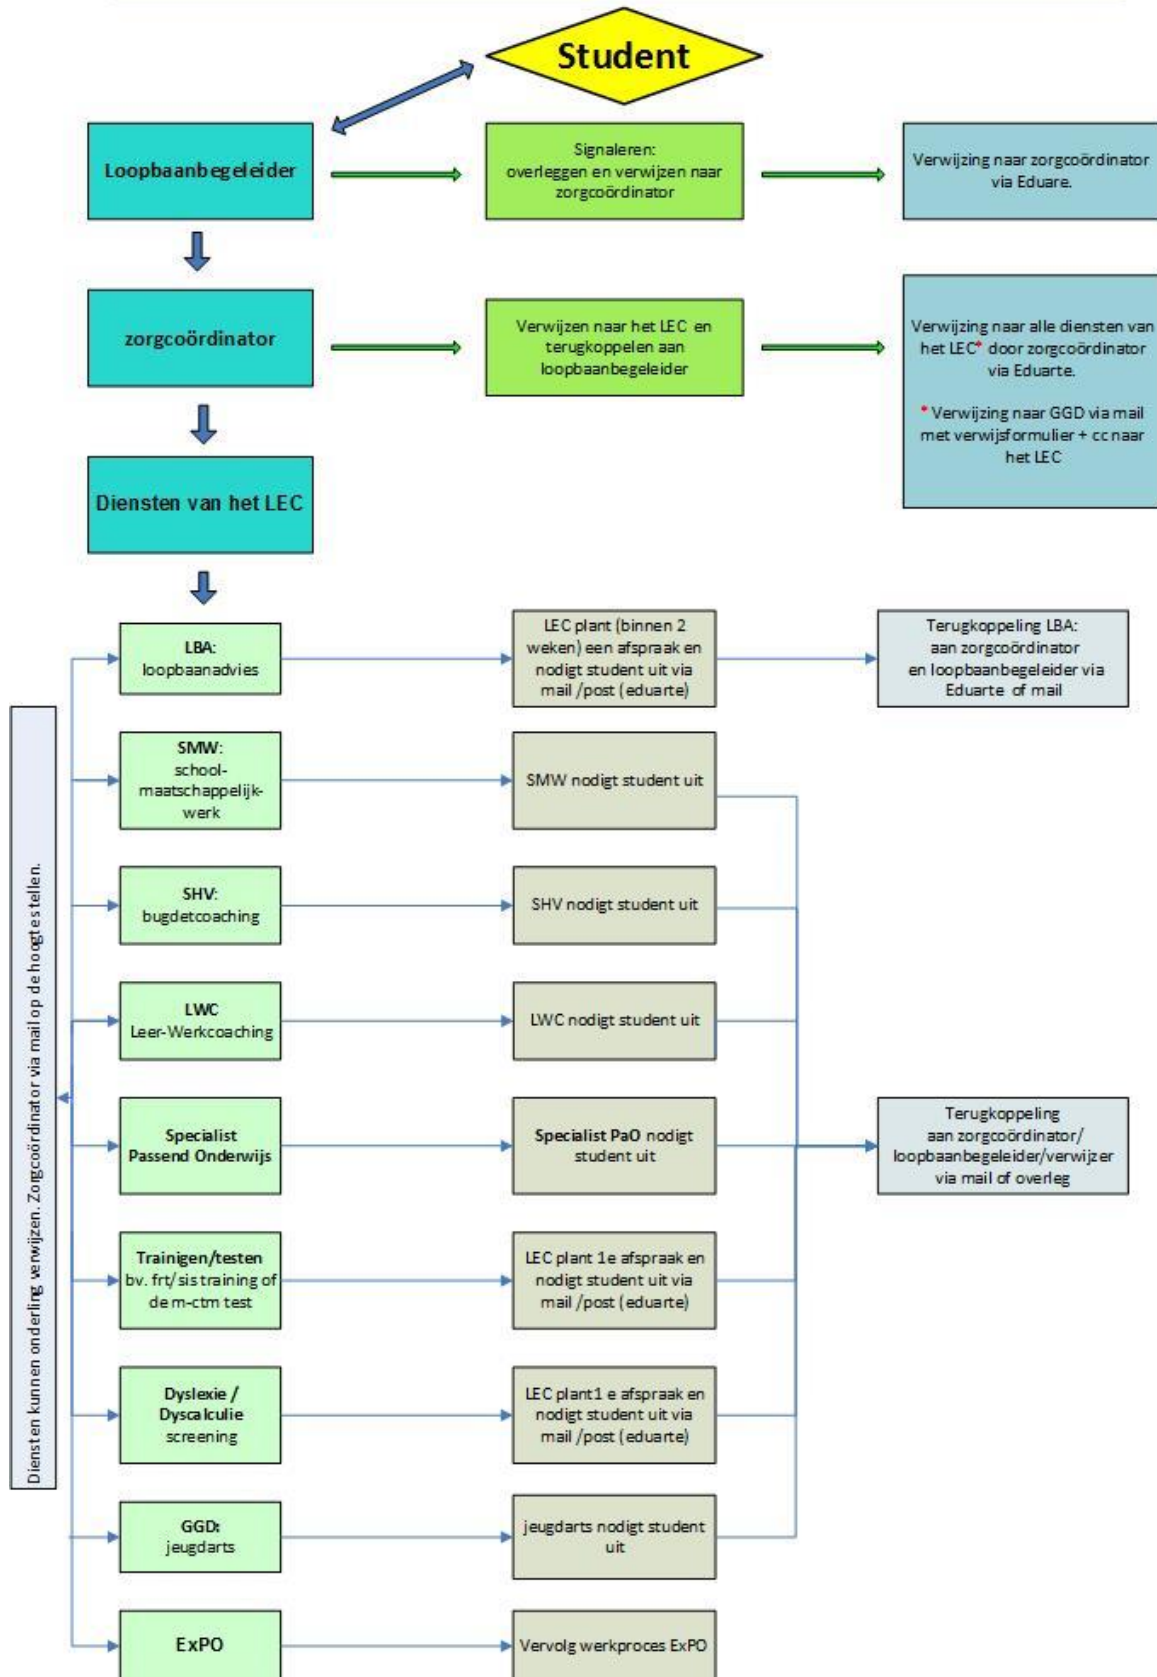 Student
Loopbaanbegeleider
Signaleren:
overleggen en verwijzen naar
zorgcoördinator
Verwijzing naar zorgcoördinator
via Eduare.
zorgcoördinator
Verwijzen naar het LEC en
terugkoppelen aan
loopbaanbegeleider
Verwijzing naar alle diensten van
het LEC* door zorgcoördinator
via Eduarte.
* Verwijzing naar GGD via mail
met verwijsformulier + cc naar
het LEC
Diensten van het LEC
Diensten kunnen onderling verwijzen. Zorgcoördinator via mail op de hoogte stellen.
LBA:
loopbaanadvies
LEC plant (binnen 2
weken) een afspraak en
nodigt student uit via
mail /post (eduarte)
Terugkoppeling LBA:
aan zorgcoördinator
en loopbaanbegeleider via
Eduarte of mail
SMW:
school-
maatschappelijk-
werk
SMW nodigt student uit
SHV:
bugdetcoaching
SHV nodigt student uit
LWC
Leer-Werkcoaching
LWC nodigt student uit
Specialist
Passend Onderwijs
Specialist PaO nodigt
student uit
Terugkoppeling
aan zorgcoördinator/
loopbaanbegeleider/verwijzer
via mail of overleg
Trainigen/testen
bv. frt/sis training of
de m-ctm test
LEC plant 1e afspraak en
nodigt student uit via
mail /post (eduarte)
Dyslexie /
Dyscalculie
screening
LEC plant1 e afspraak en
nodigt student uit via
mail /post (eduarte)
GGD:
jeugdarts
jeugdarts nodigt student
uit
ExPO
Vervolg werkproces ExPO